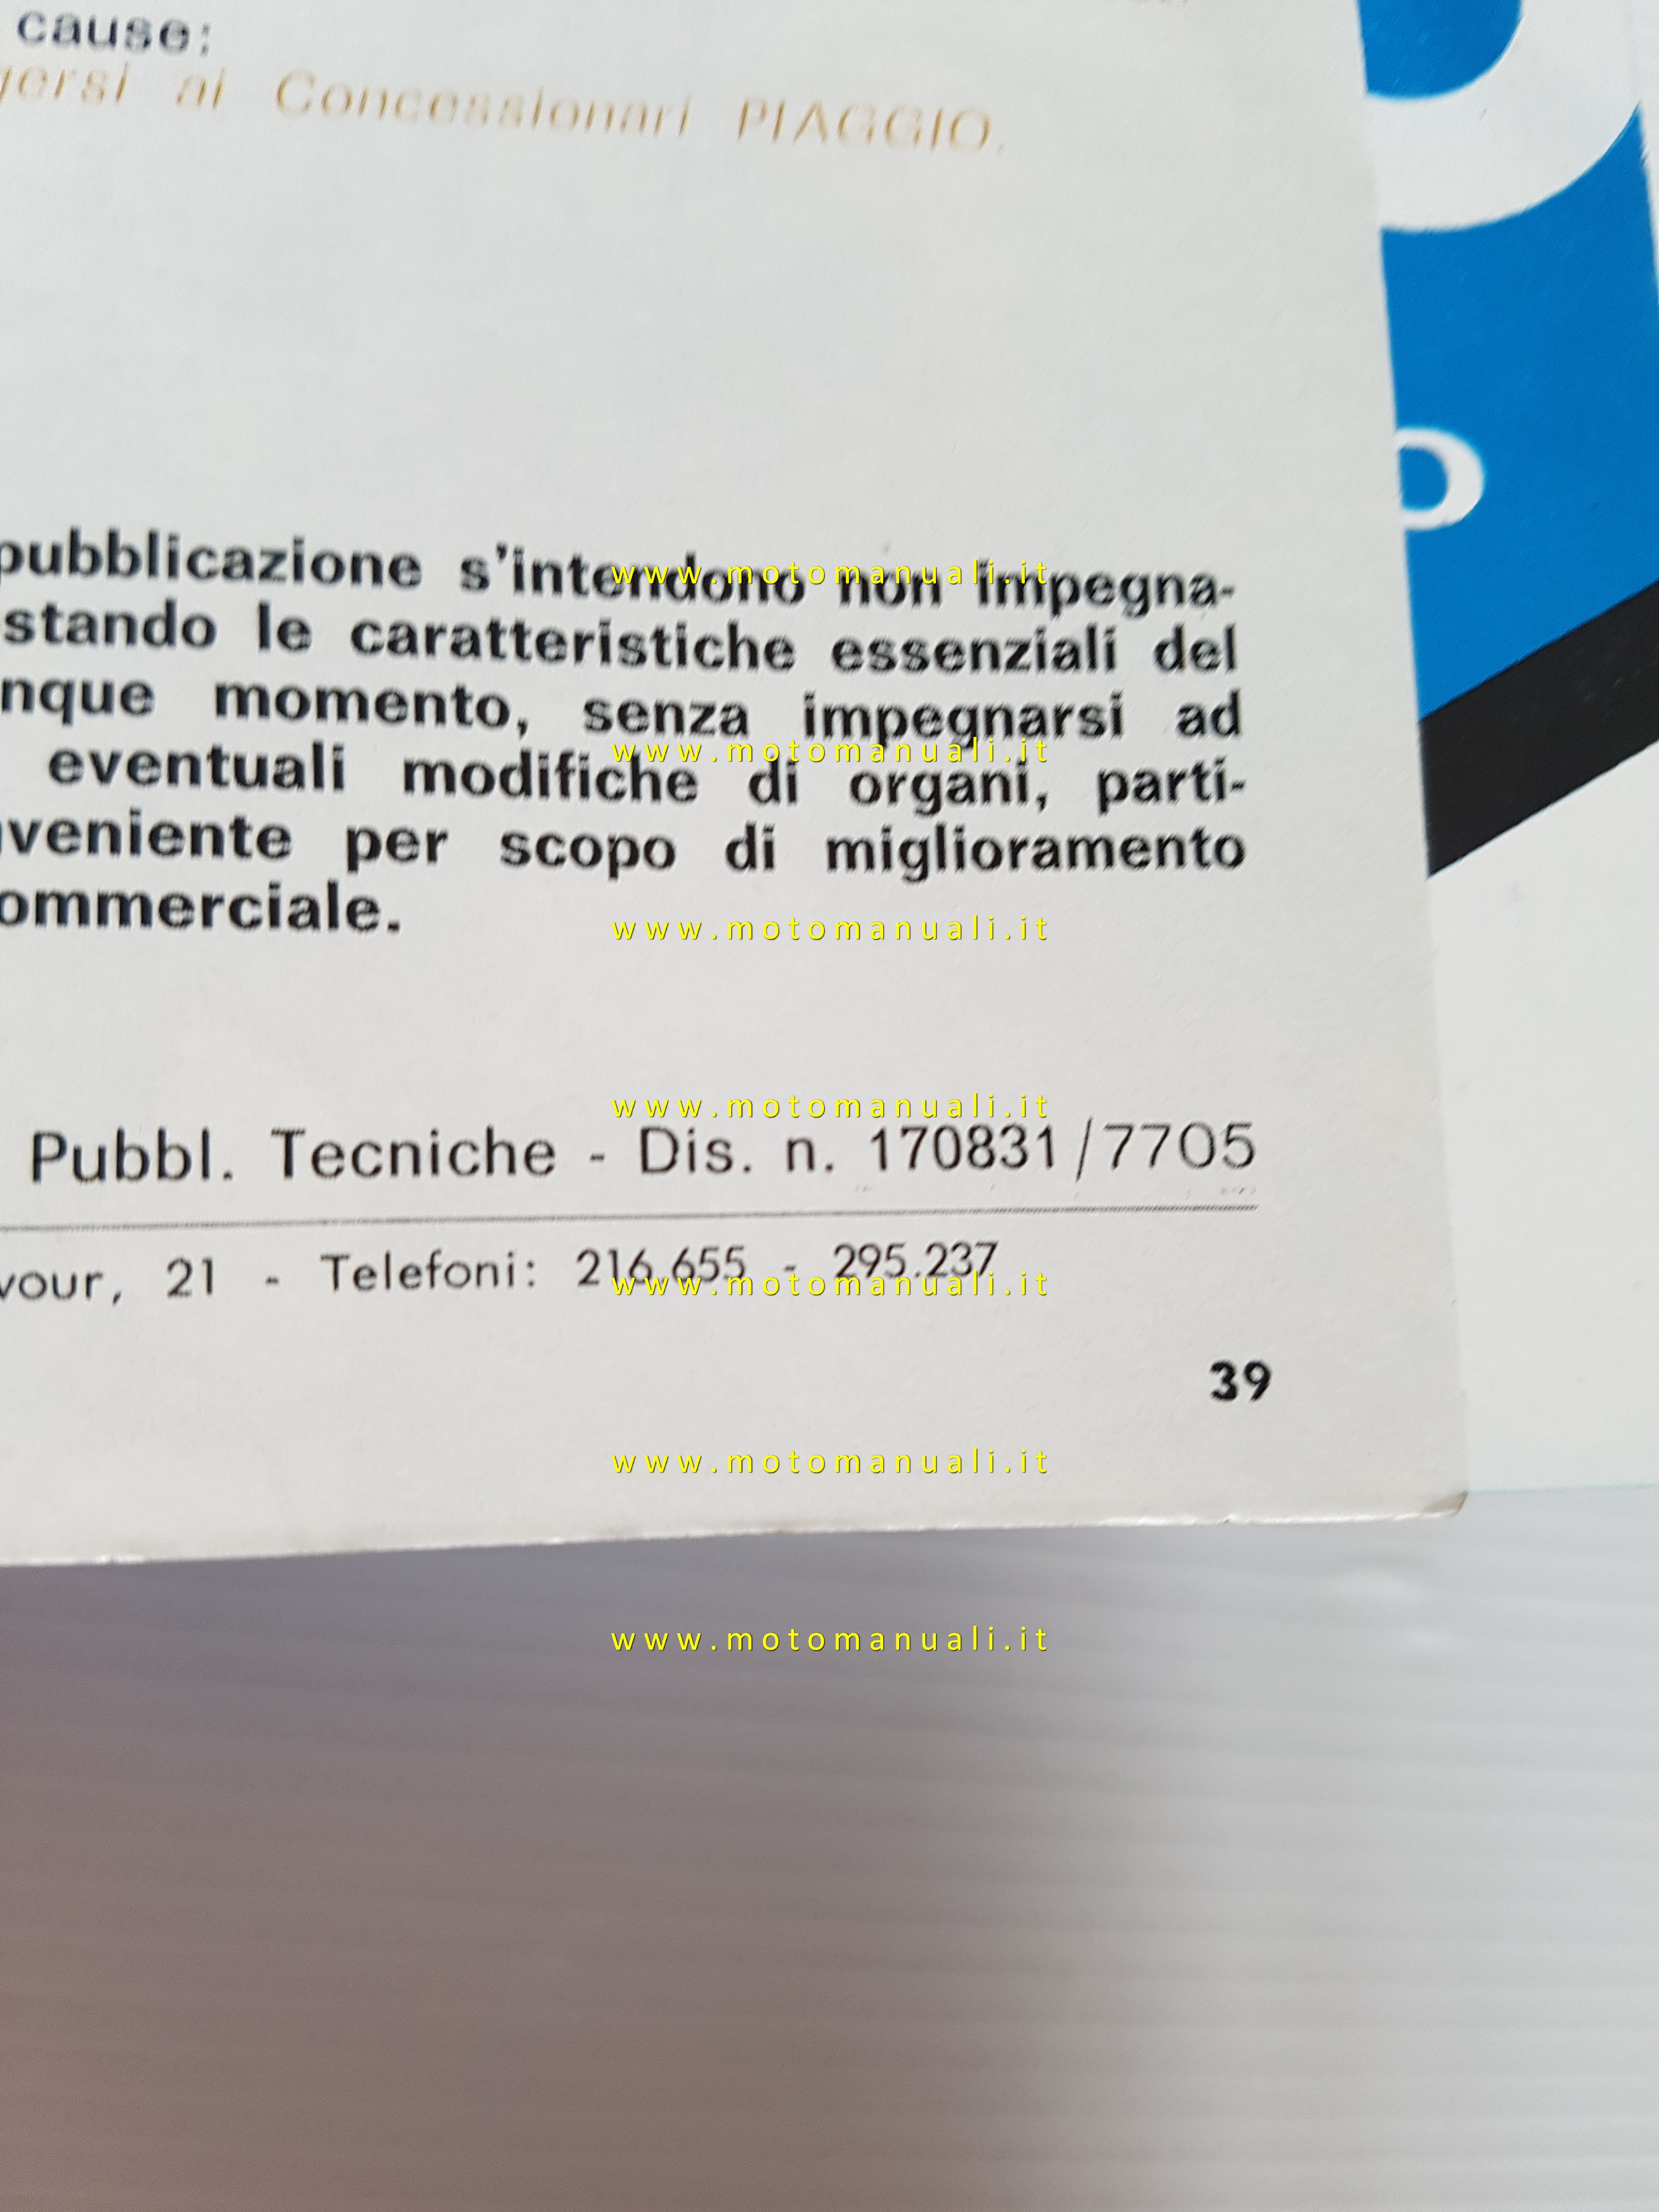 cause:
gersi ai Concessionari PIAGGIO.
pubblicazione s'intendono non impegna-
stando le caratteristiche essenziali del
nque momento, senza impegnarsi ad
eventuali modifiche di organi, parti-
veniente per scopo di miglioramento
ommerciale.
Pubbl. Tecniche - Dis. n. 170831/7705
vour, 21 - Telefoni: 216.655 - 295.237
39
www.motomanuali.it
www.motomanuali.it
www.motomanuali.it
www.motomanuali.it
www.motomanuali.it
www.motomanuali.it
www.motomanuali.it